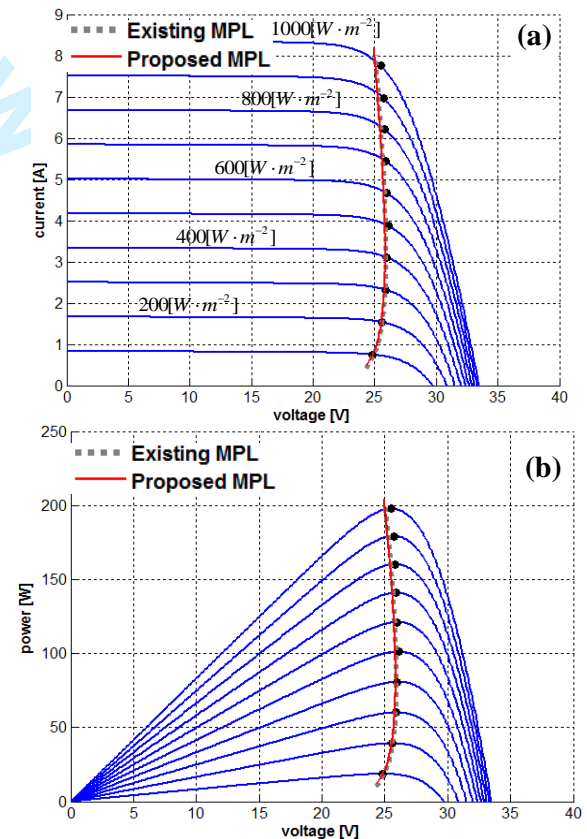 Existing MPL
Proposed MPL
1000[W · m⁻²]
(a)
800[W · m⁻²]
600[W · m⁻²]
400[W · m⁻²]
200[W · m⁻²]
9
8
7
6
5
4
3
2
1
0
current [A]
0 5 10 15 20 25 30 35 40
voltage [V]
Existing MPL
Proposed MPL
(b)
250
200
150
100
50
0
power [W]
0 5 10 15 20 25 30 35 40
voltage [V]